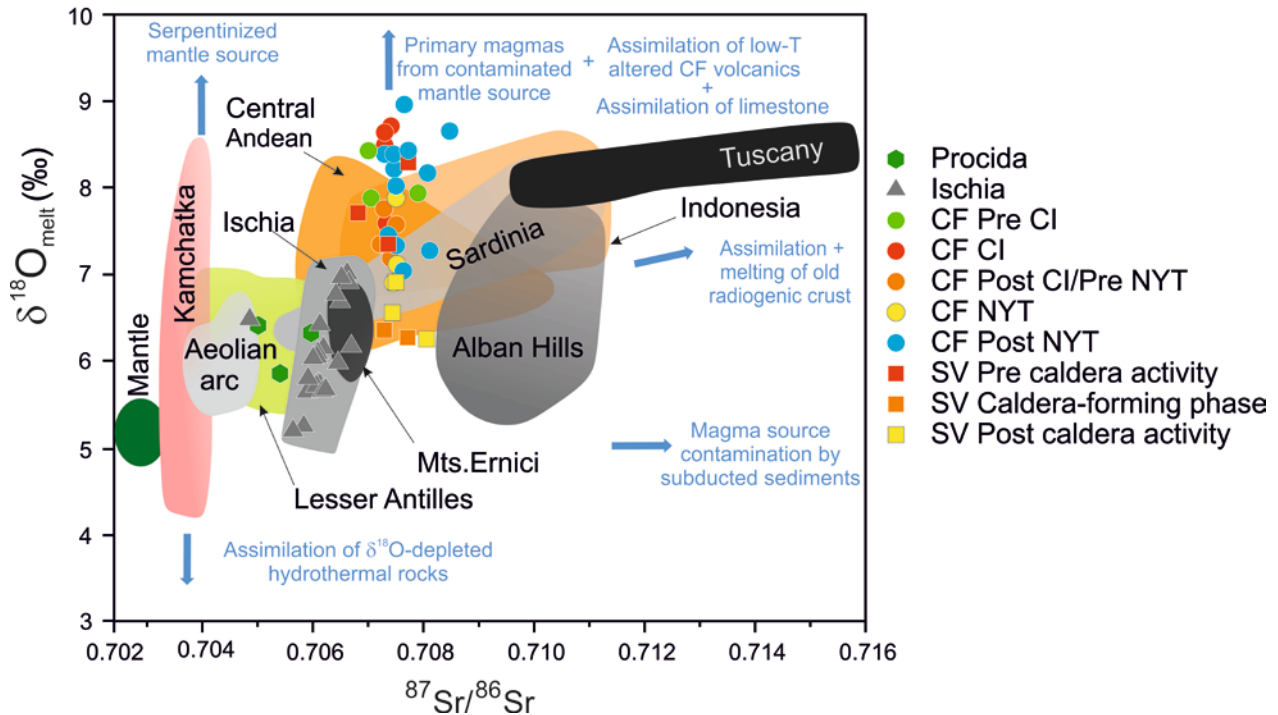 10
9
8
7
6
5
4
3
δ¹⁸O melt (‰)
0.702
0.704
0.706
0.708
0.710
0.712
0.714
0.716
⁸⁷Sr/⁸⁶Sr
Serpentinized
mantle source
Primary magmas
from contaminated
mantle source
+
Assimilation of low-T
altered CF volcanics
+
Assimilation of limestone
Central
Andean
Tuscany
Kamchatka
Ischia
Sardinia
Indonesia
Assimilation +
melting of old
radiogenic crust
Mantle
Aeolian
arc
Alban Hills
Mts.Ernici
Lesser Antilles
Magma source
contamination by
subducted sediments
Assimilation of δ¹⁸O-depleted
hydrothermal rocks
Procida
Ischia
CF Pre CI
CF CI
CF Post CI/Pre NYT
CF NYT
CF Post NYT
SV Pre caldera activity
SV Caldera-forming phase
SV Post caldera activity